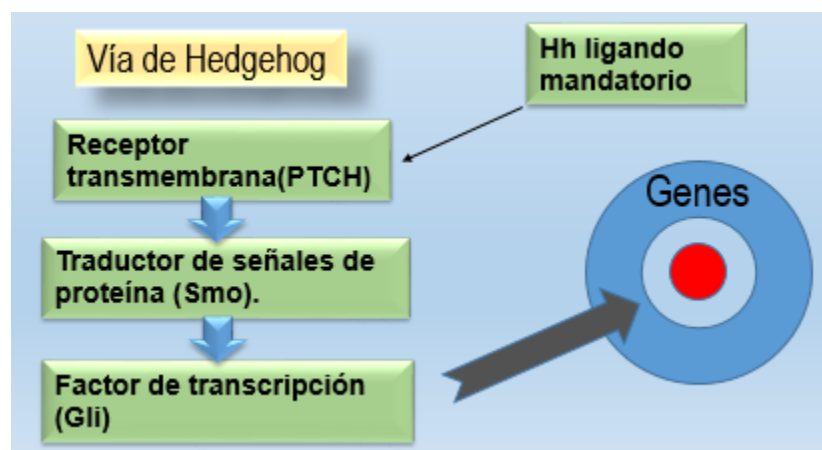 Vía de Hedgehog
Hh ligando
mandatorio
Receptor
transmembrana(PTCH)
Genes
Traductor de señales de
proteína (Smo).
Factor de transcripción
(Gli)